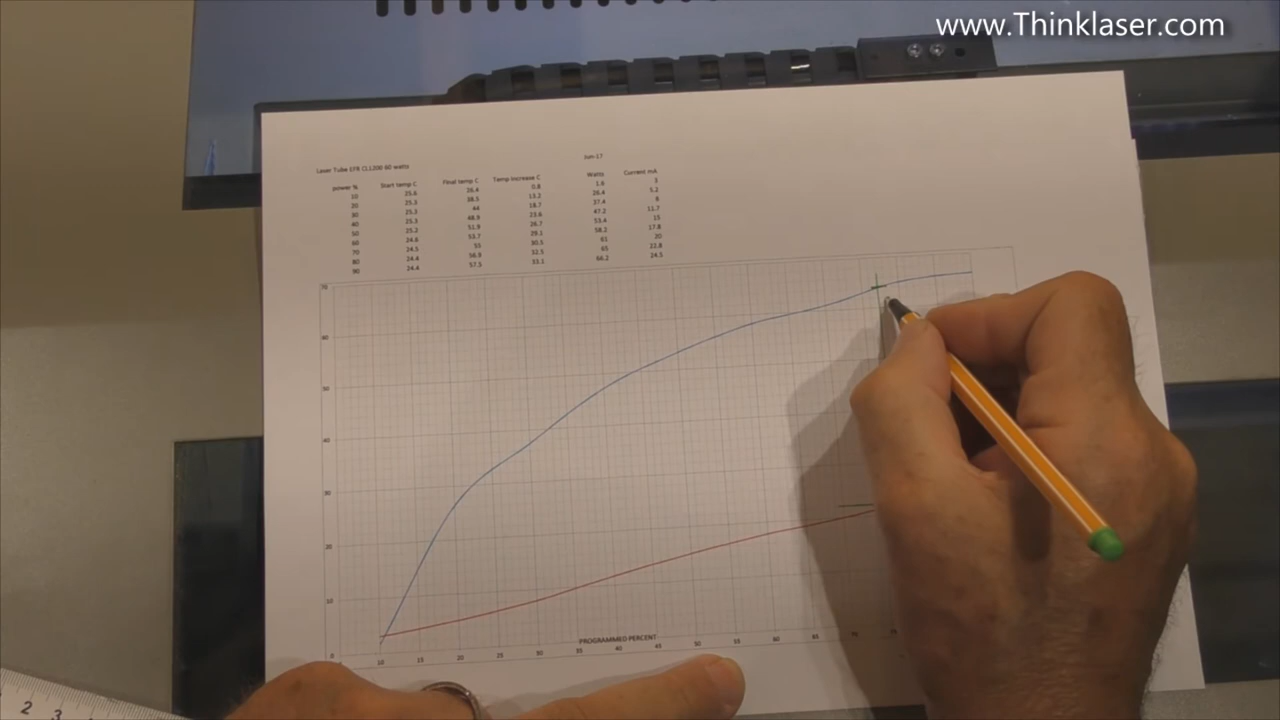 www.Thinklaser.com
Jun-17
Laser Tube EFR CL1200 60 watts
power % Start temp C Final temp C Temp increase C Watts Current mA
10 25.6 26.4 0.8 1.6 3
20 25.3 38.5 13.2 26.4 5.2
30 25.3 44 18.7 37.4 8
40 25.3 48.9 23.6 47.2 11.7
50 25.2 51.9 26.7 53.4 15
60 24.6 53.7 29.1 58.2 17.8
70 24.5 55 30.5 61 20
80 24.4 56.9 32.5 65 22.8
90 24.4 57.5 33.1 66.2 24.5
70
60
50
40
30
20
10
0
PROGRAMMED PERCENT
10 15 20 25 30 35 40 45 50 55 60 65 70
2 3